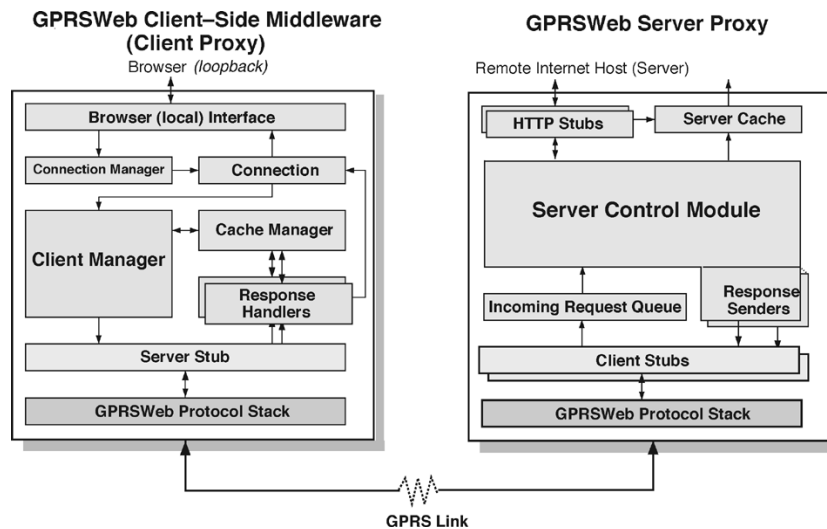 GPRSWeb Client–Side Middleware
(Client Proxy)
Browser (loopback)
Browser (local) Interface
Connection Manager
Connection
Client Manager
Cache Manager
Response
Handlers
Server Stub
GPRSWeb Protocol Stack
GPRSWeb Server Proxy
Remote Internet Host (Server)
HTTP Stubs
Server Cache
Server Control Module
Incoming Request Queue
Response
Senders
Client Stubs
GPRSWeb Protocol Stack
GPRS Link